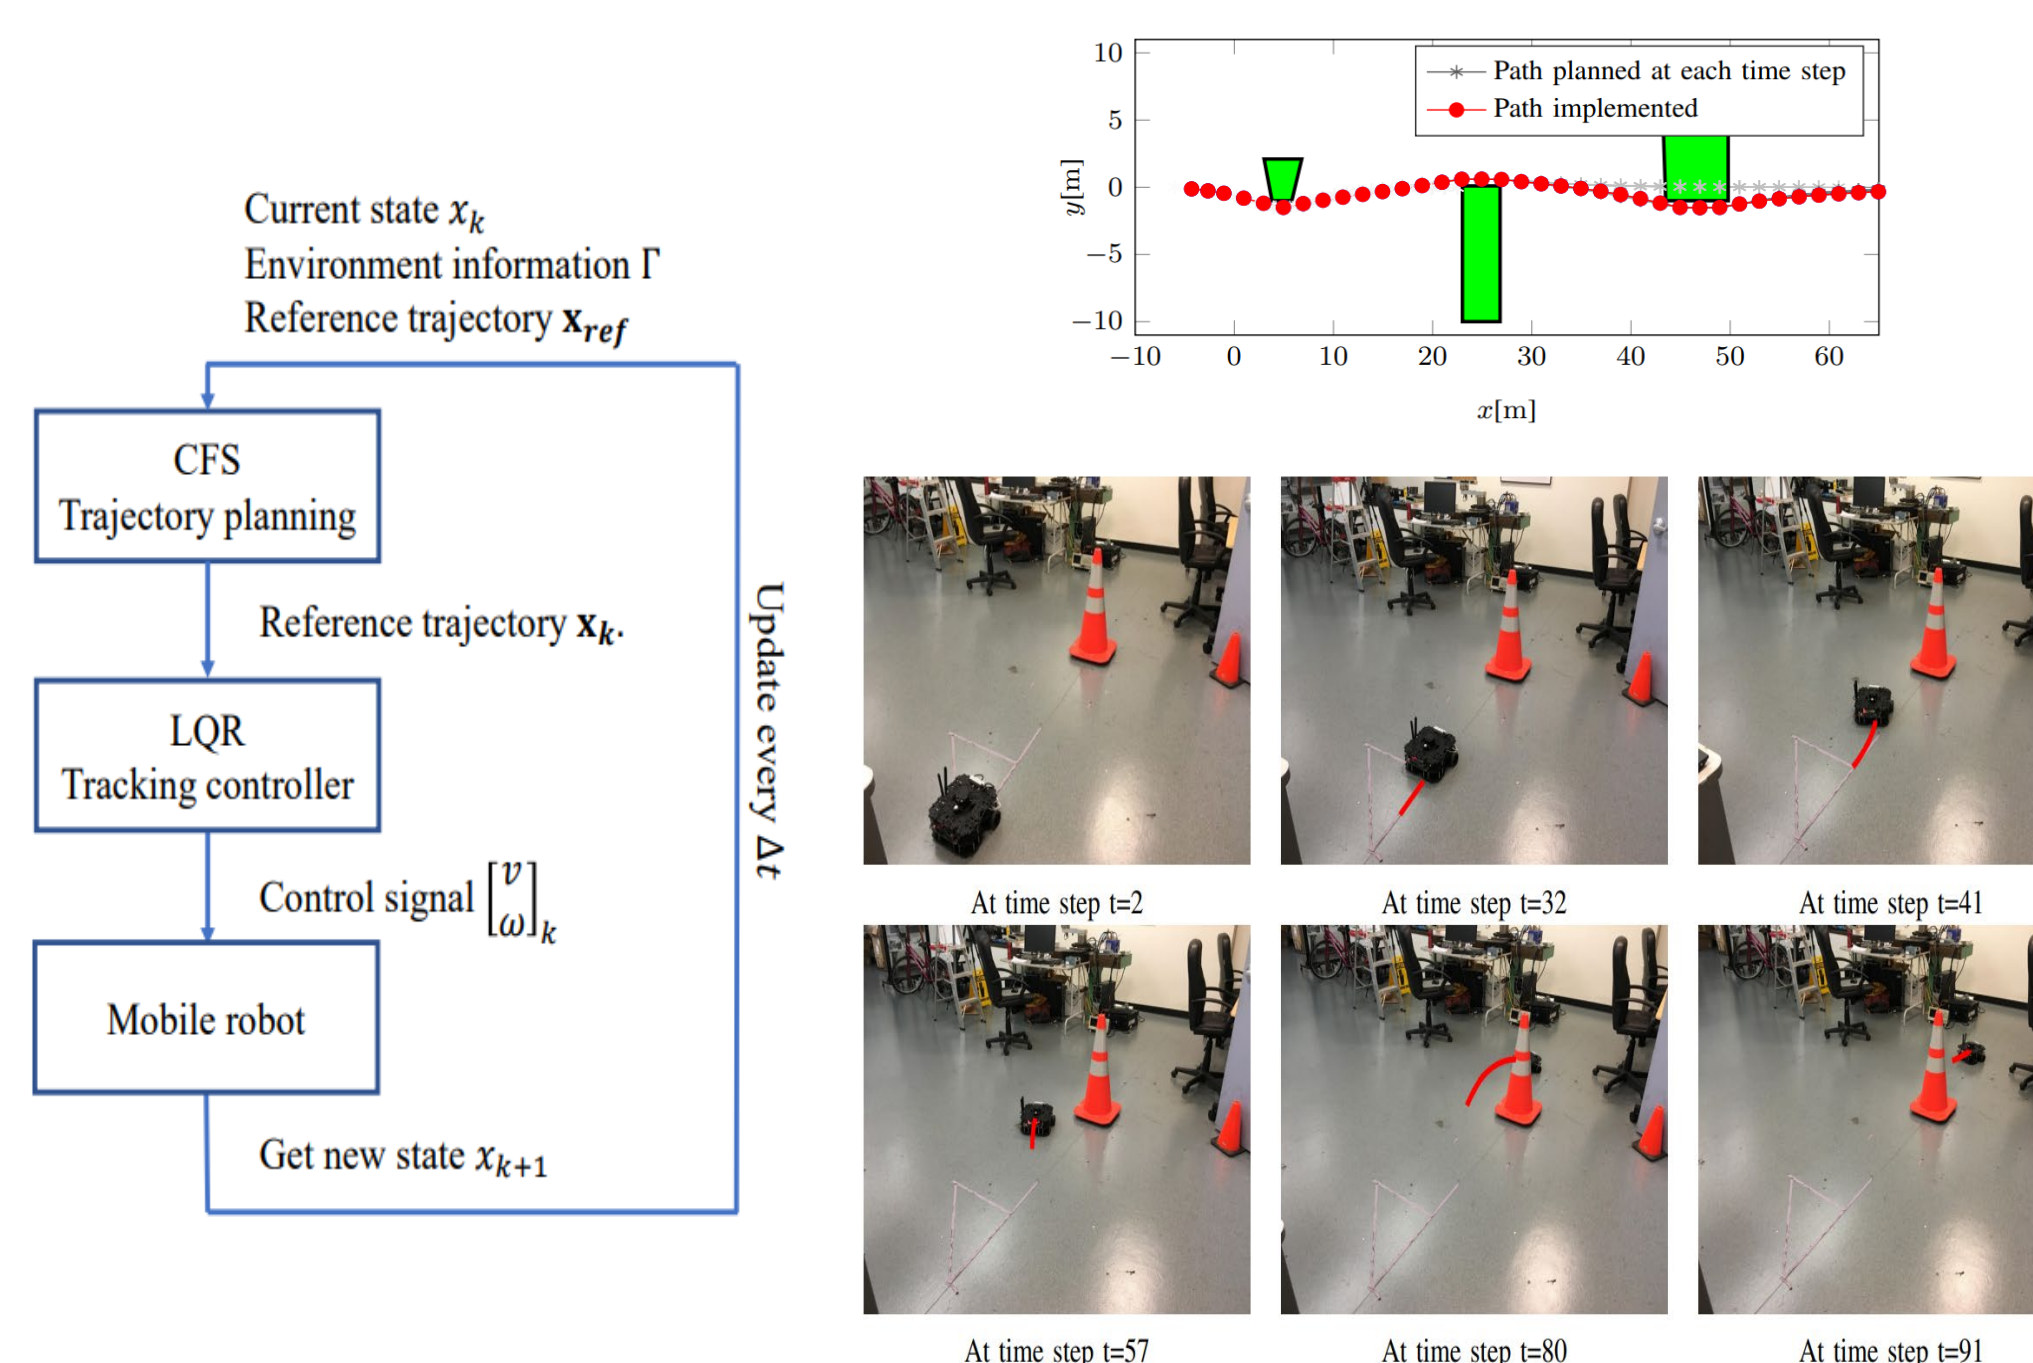 Current state x_k
Environment information Γ
Reference trajectory x_ref
CFS
Trajectory planning
Reference trajectory x_k.
LQR
Tracking controller
Control signal [v ω]_k
Mobile robot
Get new state x_{k+1}
Update every Δt
Path planned at each time step
Path implemented
10
5
0
−5
−10
y[m]
−10 0 10 20 30 40 50 60
x[m]
At time step t=2
At time step t=32
At time step t=41
At time step t=57
At time step t=80
At time step t=91